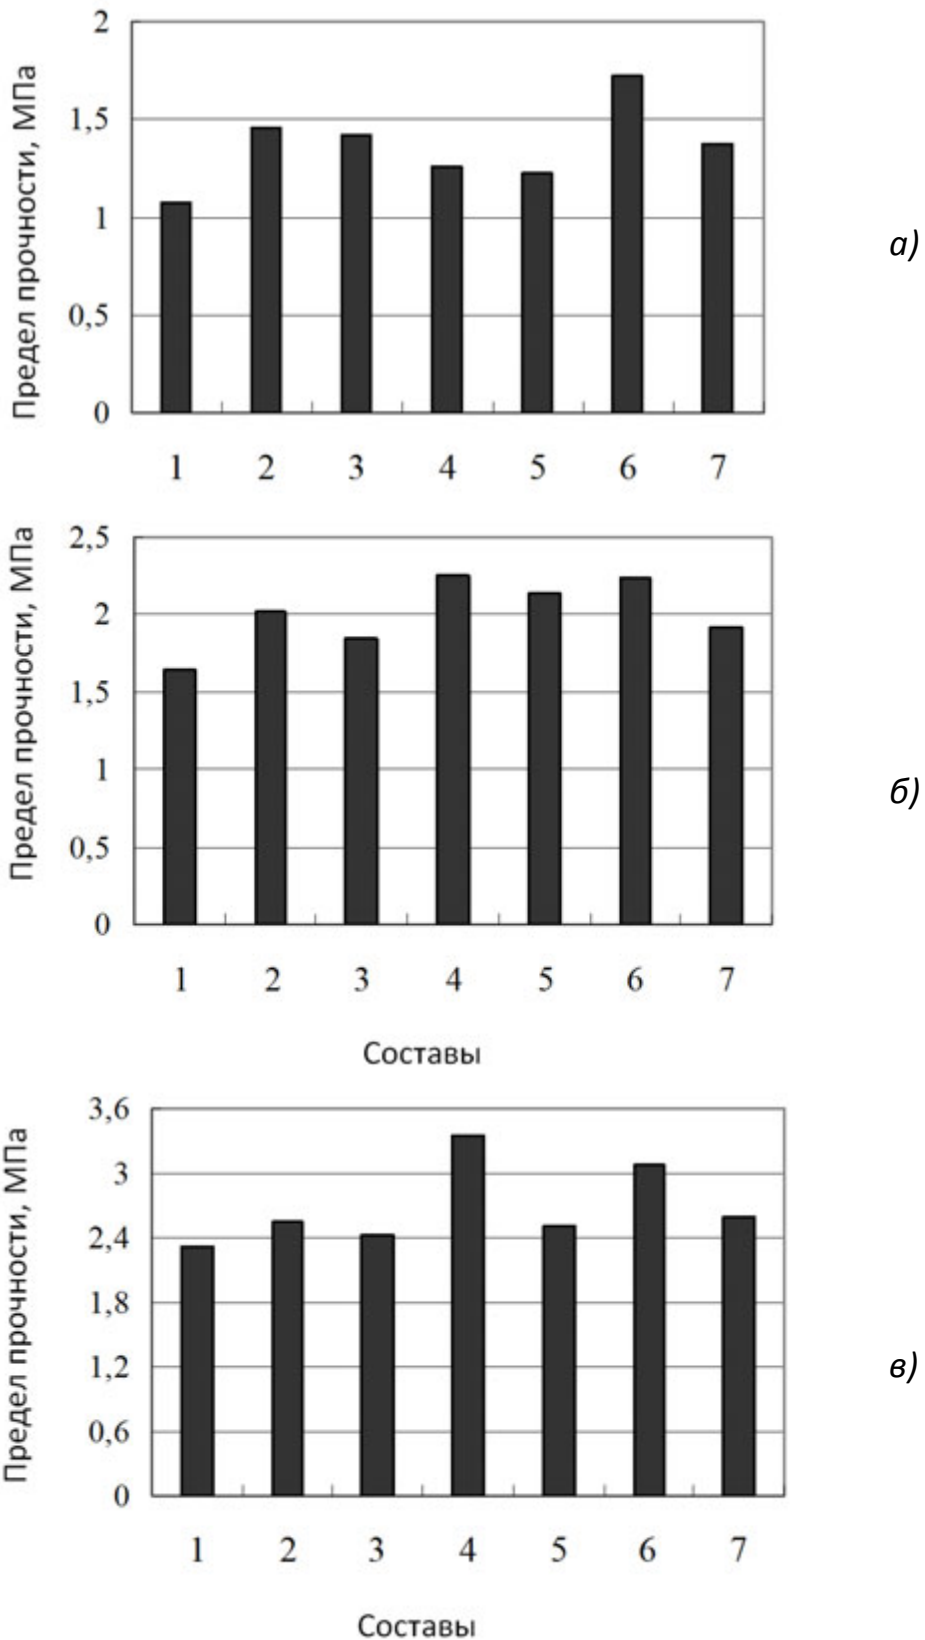 Предел прочности, МПа
2
1,5
1
0,5
0
1 2 3 4 5 6 7
а)
Предел прочности, МПа
2,5
2
1,5
1
0,5
0
1 2 3 4 5 6 7
Составы
б)
Предел прочности, МПа
3,6
3
2,4
1,8
1,2
0,6
0
1 2 3 4 5 6 7
Составы
в)